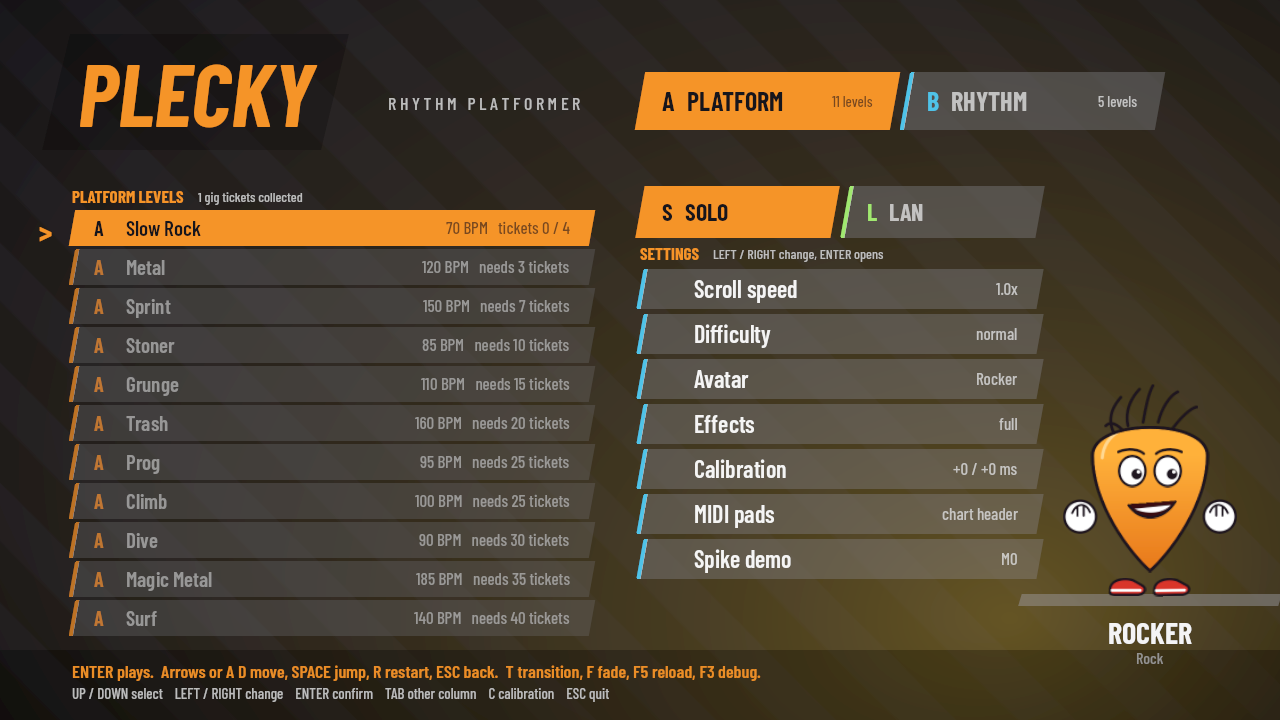 PLECKY
RHYTHM PLATFORMER
A PLATFORM 11 levels
B RHYTHM 5 levels
PLATFORM LEVELS 1 gig tickets collected
> A Slow Rock 70 BPM tickets 0 / 4
A Metal 120 BPM needs 3 tickets
A Sprint 150 BPM needs 7 tickets
A Stoner 85 BPM needs 10 tickets
A Grunge 110 BPM needs 15 tickets
A Trash 160 BPM needs 20 tickets
A Prog 95 BPM needs 25 tickets
A Climb 100 BPM needs 25 tickets
A Dive 90 BPM needs 30 tickets
A Magic Metal 185 BPM needs 35 tickets
A Surf 140 BPM needs 40 tickets
S SOLO
L LAN
SETTINGS LEFT / RIGHT change, ENTER opens
Scroll speed 1.0x
Difficulty normal
Avatar Rocker
Effects full
Calibration +0 / +0 ms
MIDI pads chart header
Spike demo M0
ROCKER
Rock
ENTER plays. Arrows or A D move, SPACE jump, R restart, ESC back. T transition, F fade, F5 reload, F3 debug.
UP / DOWN select LEFT / RIGHT change ENTER confirm TAB other column C calibration ESC quit